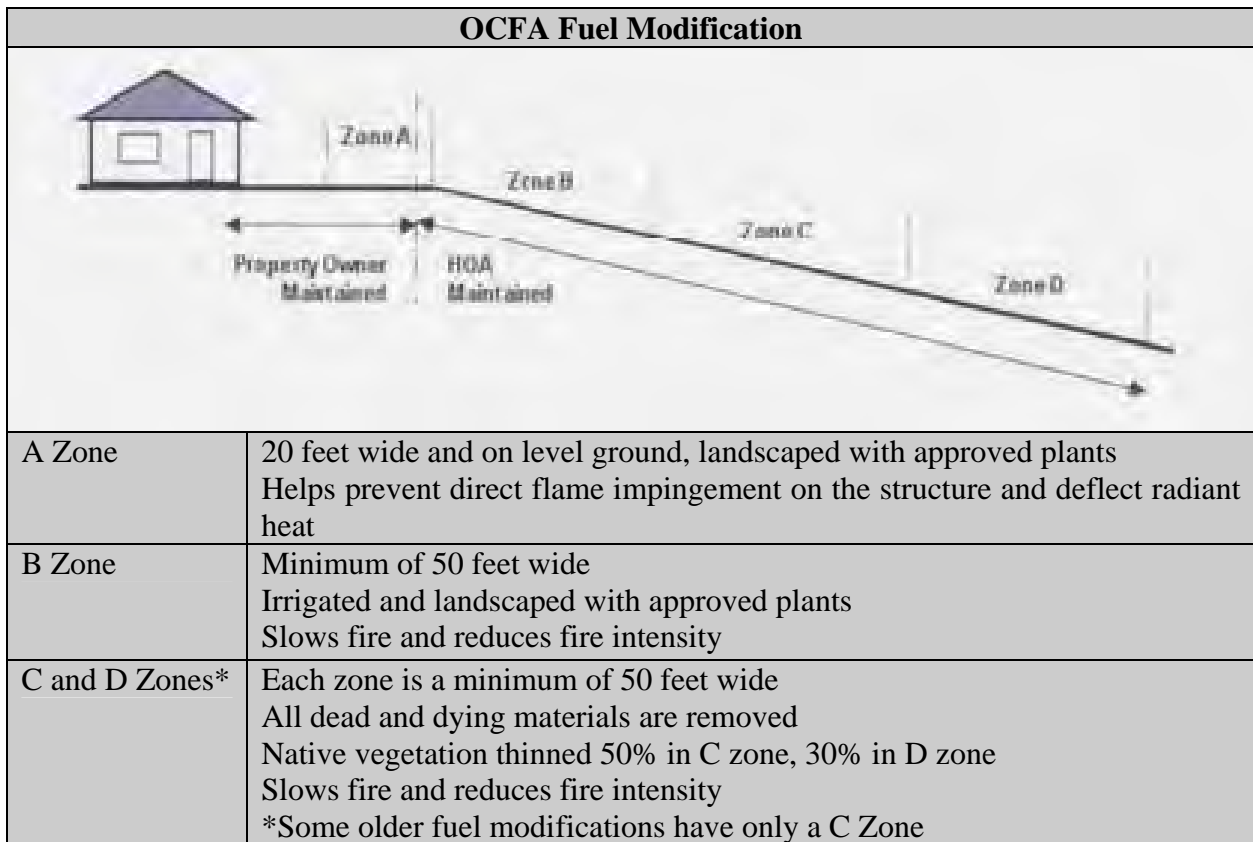 OCFA Fuel Modification
Zone A
Zone B
Zone C
Zone D
Property Owner
Maintained
HOA
Maintained
A Zone
20 feet wide and on level ground, landscaped with approved plants
Helps prevent direct flame impingement on the structure and deflect radiant
heat
B Zone
Minimum of 50 feet wide
Irrigated and landscaped with approved plants
Slows fire and reduces fire intensity
C and D Zones*
Each zone is a minimum of 50 feet wide
All dead and dying materials are removed
Native vegetation thinned 50% in C zone, 30% in D zone
Slows fire and reduces fire intensity
*Some older fuel modifications have only a C Zone